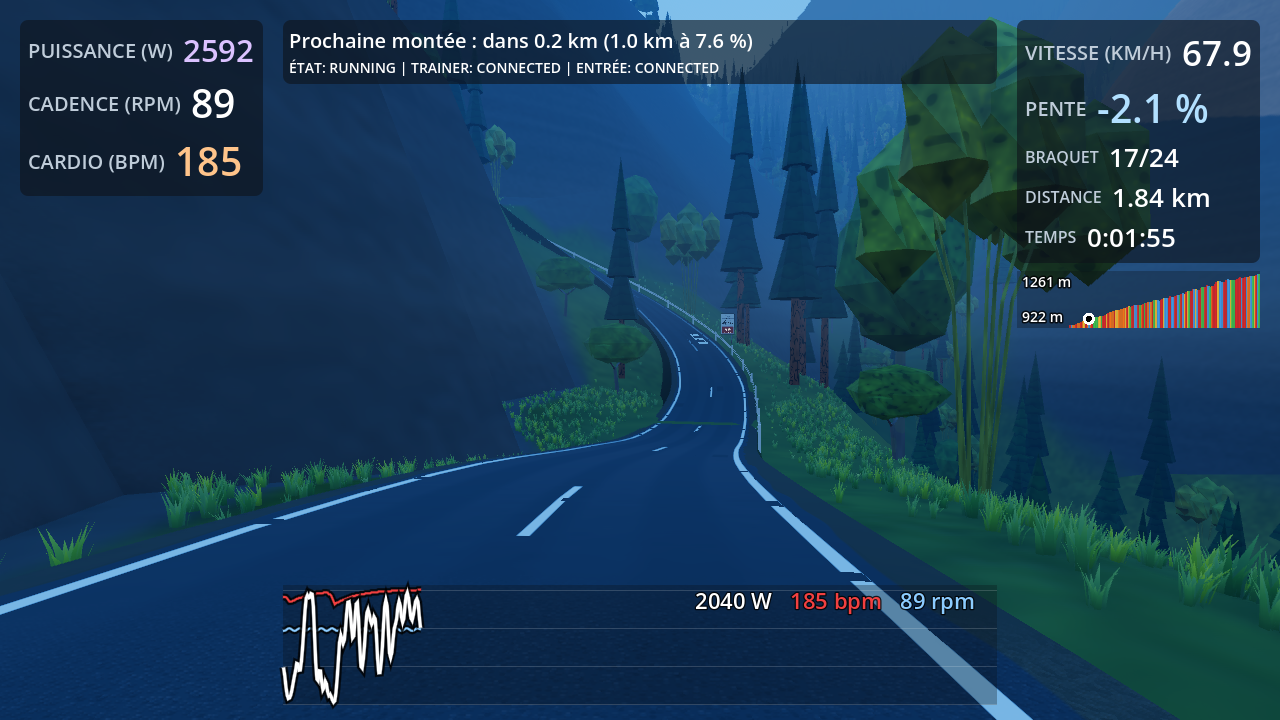 PUISSANCE (W) 2592
CADENCE (RPM) 89
CARDIO (BPM) 185
Prochaine montée : dans 0.2 km (1.0 km à 7.6 %)
ÉTAT: RUNNING | TRAINER: CONNECTED | ENTRÉE: CONNECTED
VITESSE (KM/H) 67.9
PENTE -2.1 %
BRAQUET 17/24
DISTANCE 1.84 km
TEMPS 0:01:55
1261 m
922 m
2040 W 185 bpm 89 rpm